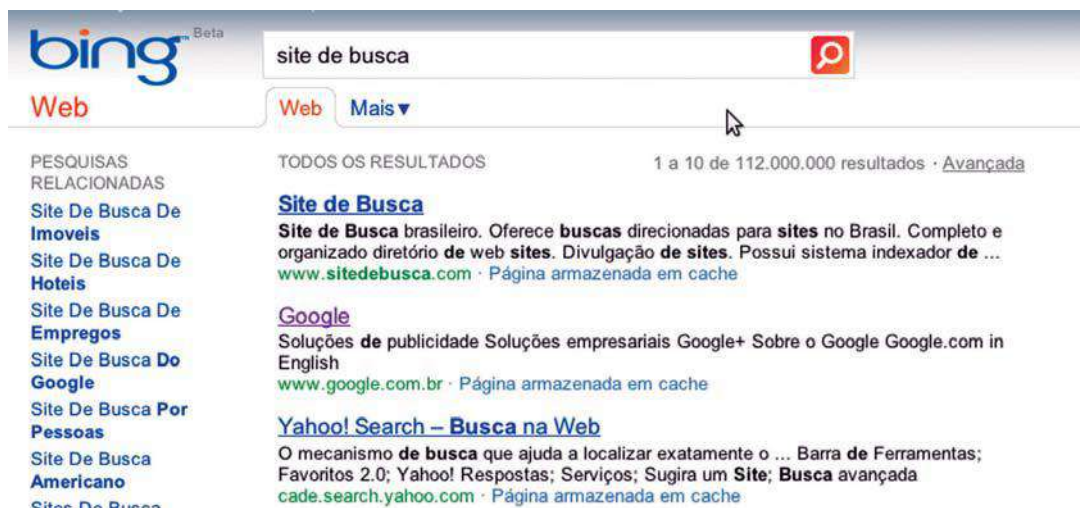 bing Beta
site de busca
Web
Web Mais▼
PESQUISAS
RELACIONADAS
Site De Busca De
Imoveis
Site De Busca De
Hoteis
Site De Busca De
Empregos
Site De Busca Do
Google
Site De Busca Por
Pessoas
Site De Busca
Americano
Sites De Busca
TODOS OS RESULTADOS
1 a 10 de 112.000.000 resultados · Avançada
Site de Busca
Site de Busca brasileiro. Oferece buscas direcionadas para sites no Brasil. Completo e
organizado diretório de web sites. Divulgação de sites. Possui sistema indexador de ...
www.sitedebusca.com · Página armazenada em cache
Google
Soluções de publicidade Soluções empresariais Google+ Sobre o Google Google.com in
English
www.google.com.br · Página armazenada em cache
Yahoo! Search – Busca na Web
O mecanismo de busca que ajuda a localizar exatamente o ... Barra de Ferramentas;
Favoritos 2.0; Yahoo! Respostas; Serviços; Sugira um Site; Busca avançada
cade.search.yahoo.com · Página armazenada em cache